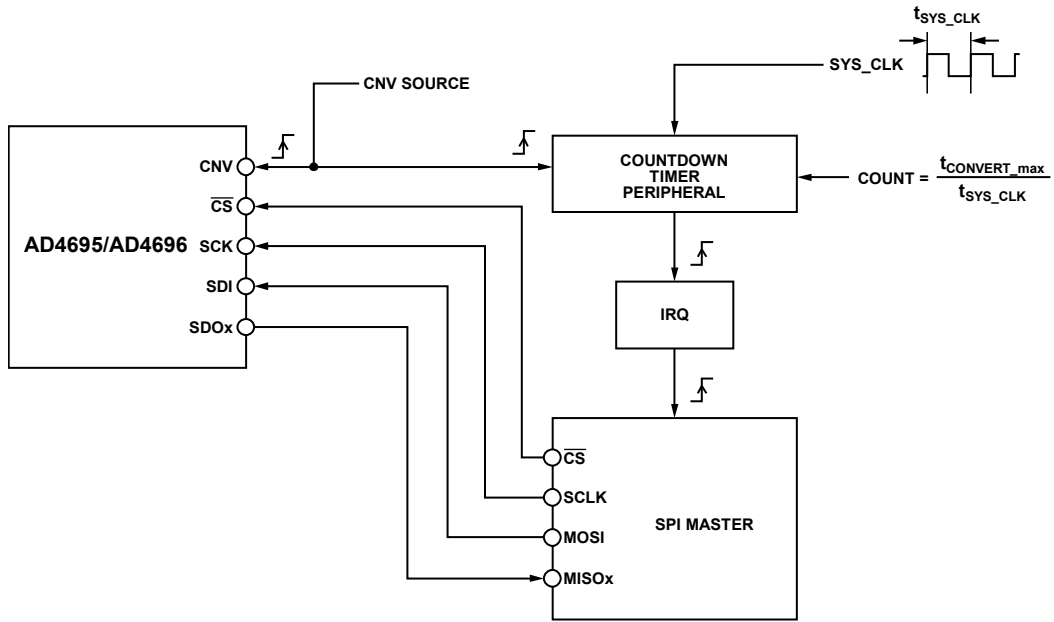 tSYS_CLK
SYS_CLK
CNV SOURCE
CNV
CS
AD4695/AD4696
SCK
SDI
SDOx
COUNTDOWN
TIMER
PERIPHERAL
COUNT = tCONVERT_max
tSYS_CLK
IRQ
CS
SCLK
SPI MASTER
MOSI
MISOx